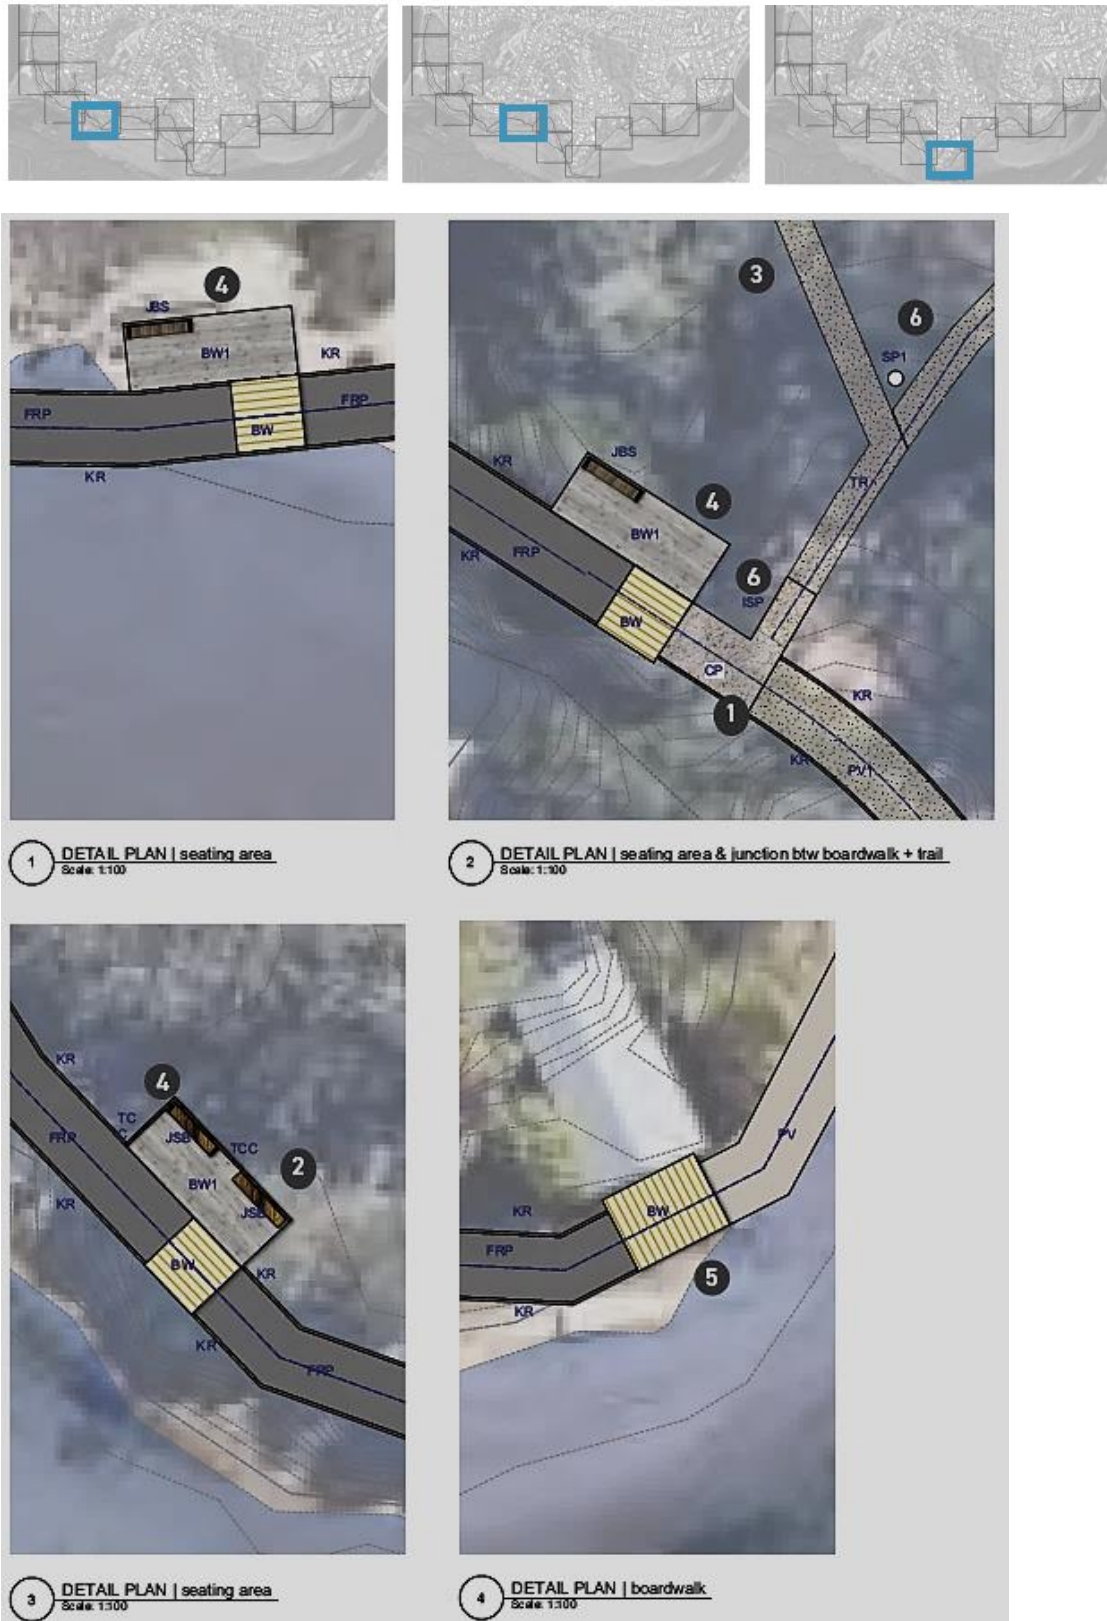 4
JBS
BW1
KR
FRP
FRP
BW
KR
1
DETAIL PLAN | seating area
Scale: 1:100
3
6
SP1
KR
JBS
4
TR
BW1
FRP
KR
6
ISP
BW
CP
KR
1
KR
PV1
2
DETAIL PLAN | seating area & junction btw boardwalk + trail
Scale: 1:100
KR
4
TC
C
JSB
TCC
FRP
2
BW1
KR
JSB
BW
KR
KR
FRP
3
DETAIL PLAN | seating area
Scale: 1:100
PV
KR
BW
FRP
5
KR
4
DETAIL PLAN | boardwalk
Scale: 1:100